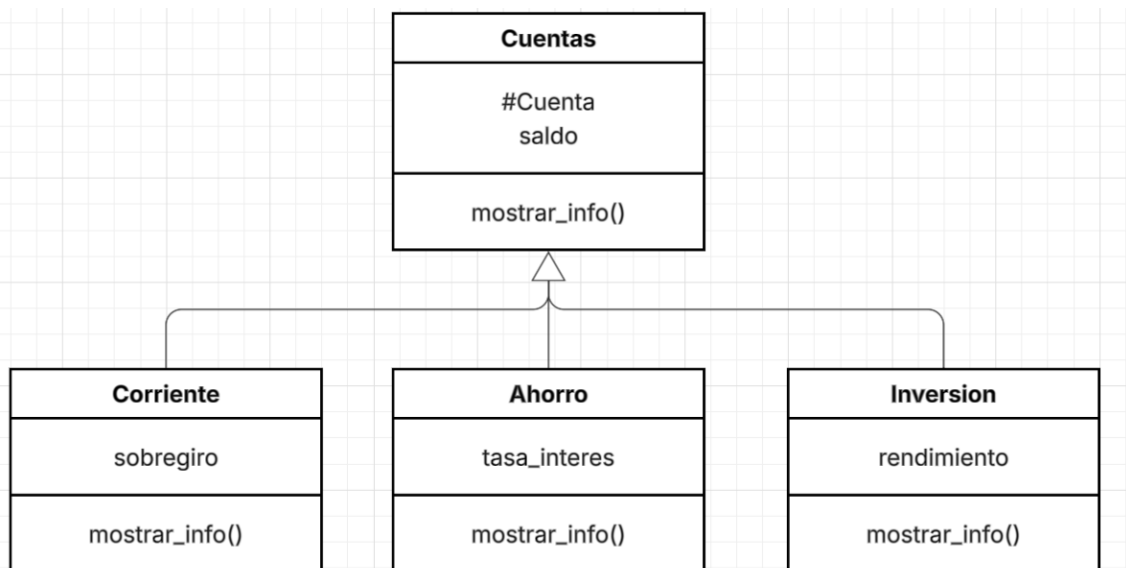 Cuentas
#Cuenta
saldo
mostrar_info()
Corriente
sobregiro
mostrar_info()
Ahorro
tasa_interes
mostrar_info()
Inversion
rendimiento
mostrar_info()